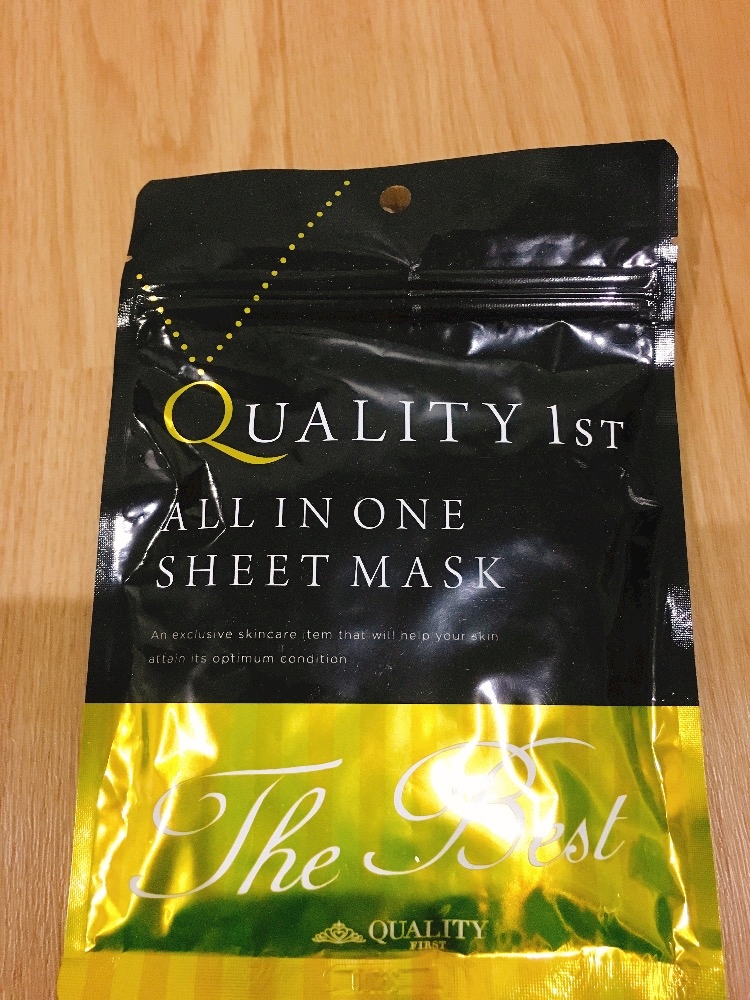 QUALITY 1ST
ALL IN ONE
SHEET MASK
An exclusive skincare item that will help your skin
attain its optimum condition
The Best
QUALITY
FIRST